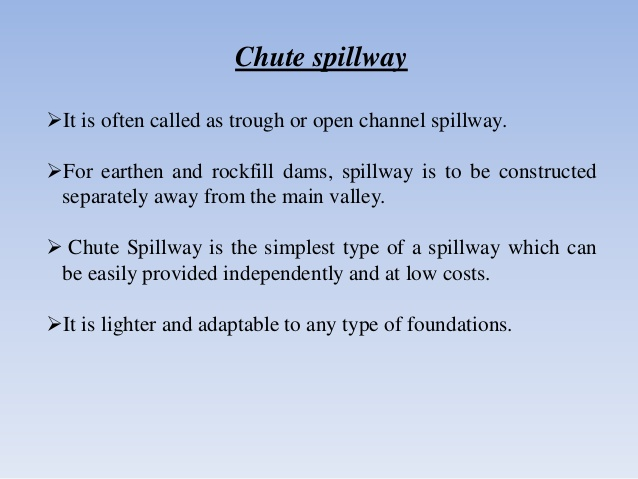 Chute spillway
➢It is often called as trough or open channel spillway.
➢For earthen and rockfill dams, spillway is to be constructed
separately away from the main valley.
➢ Chute Spillway is the simplest type of a spillway which can
be easily provided independently and at low costs.
➢It is lighter and adaptable to any type of foundations.